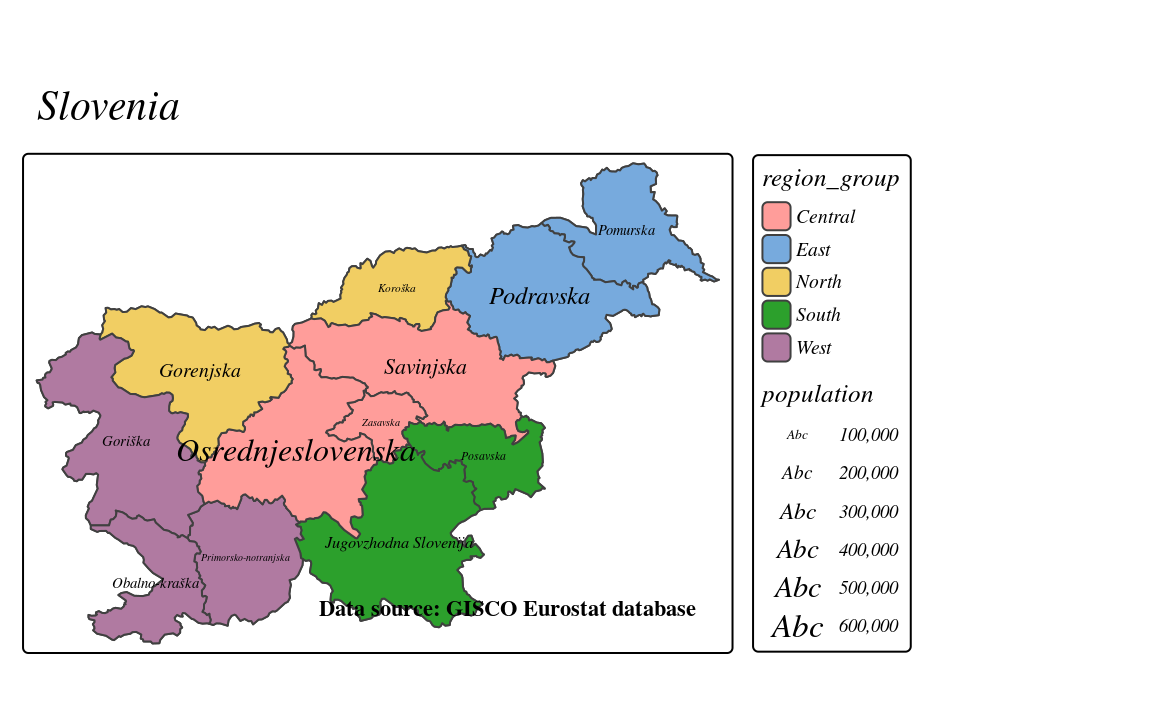 Slovenia
Pomurska
Koroška
Podravska
Gorenjska
Savinjska
Zasavska
Goriška
Osrednjeslovenska
Posavska
Jugovzhodna Slovenija
Primorsko-notranjska
Obalno-kraška
Data source: GISCO Eurostat database
region_group
Central
East
North
South
West
population
Abc 100,000
Abc 200,000
Abc 300,000
Abc 400,000
Abc 500,000
Abc 600,000